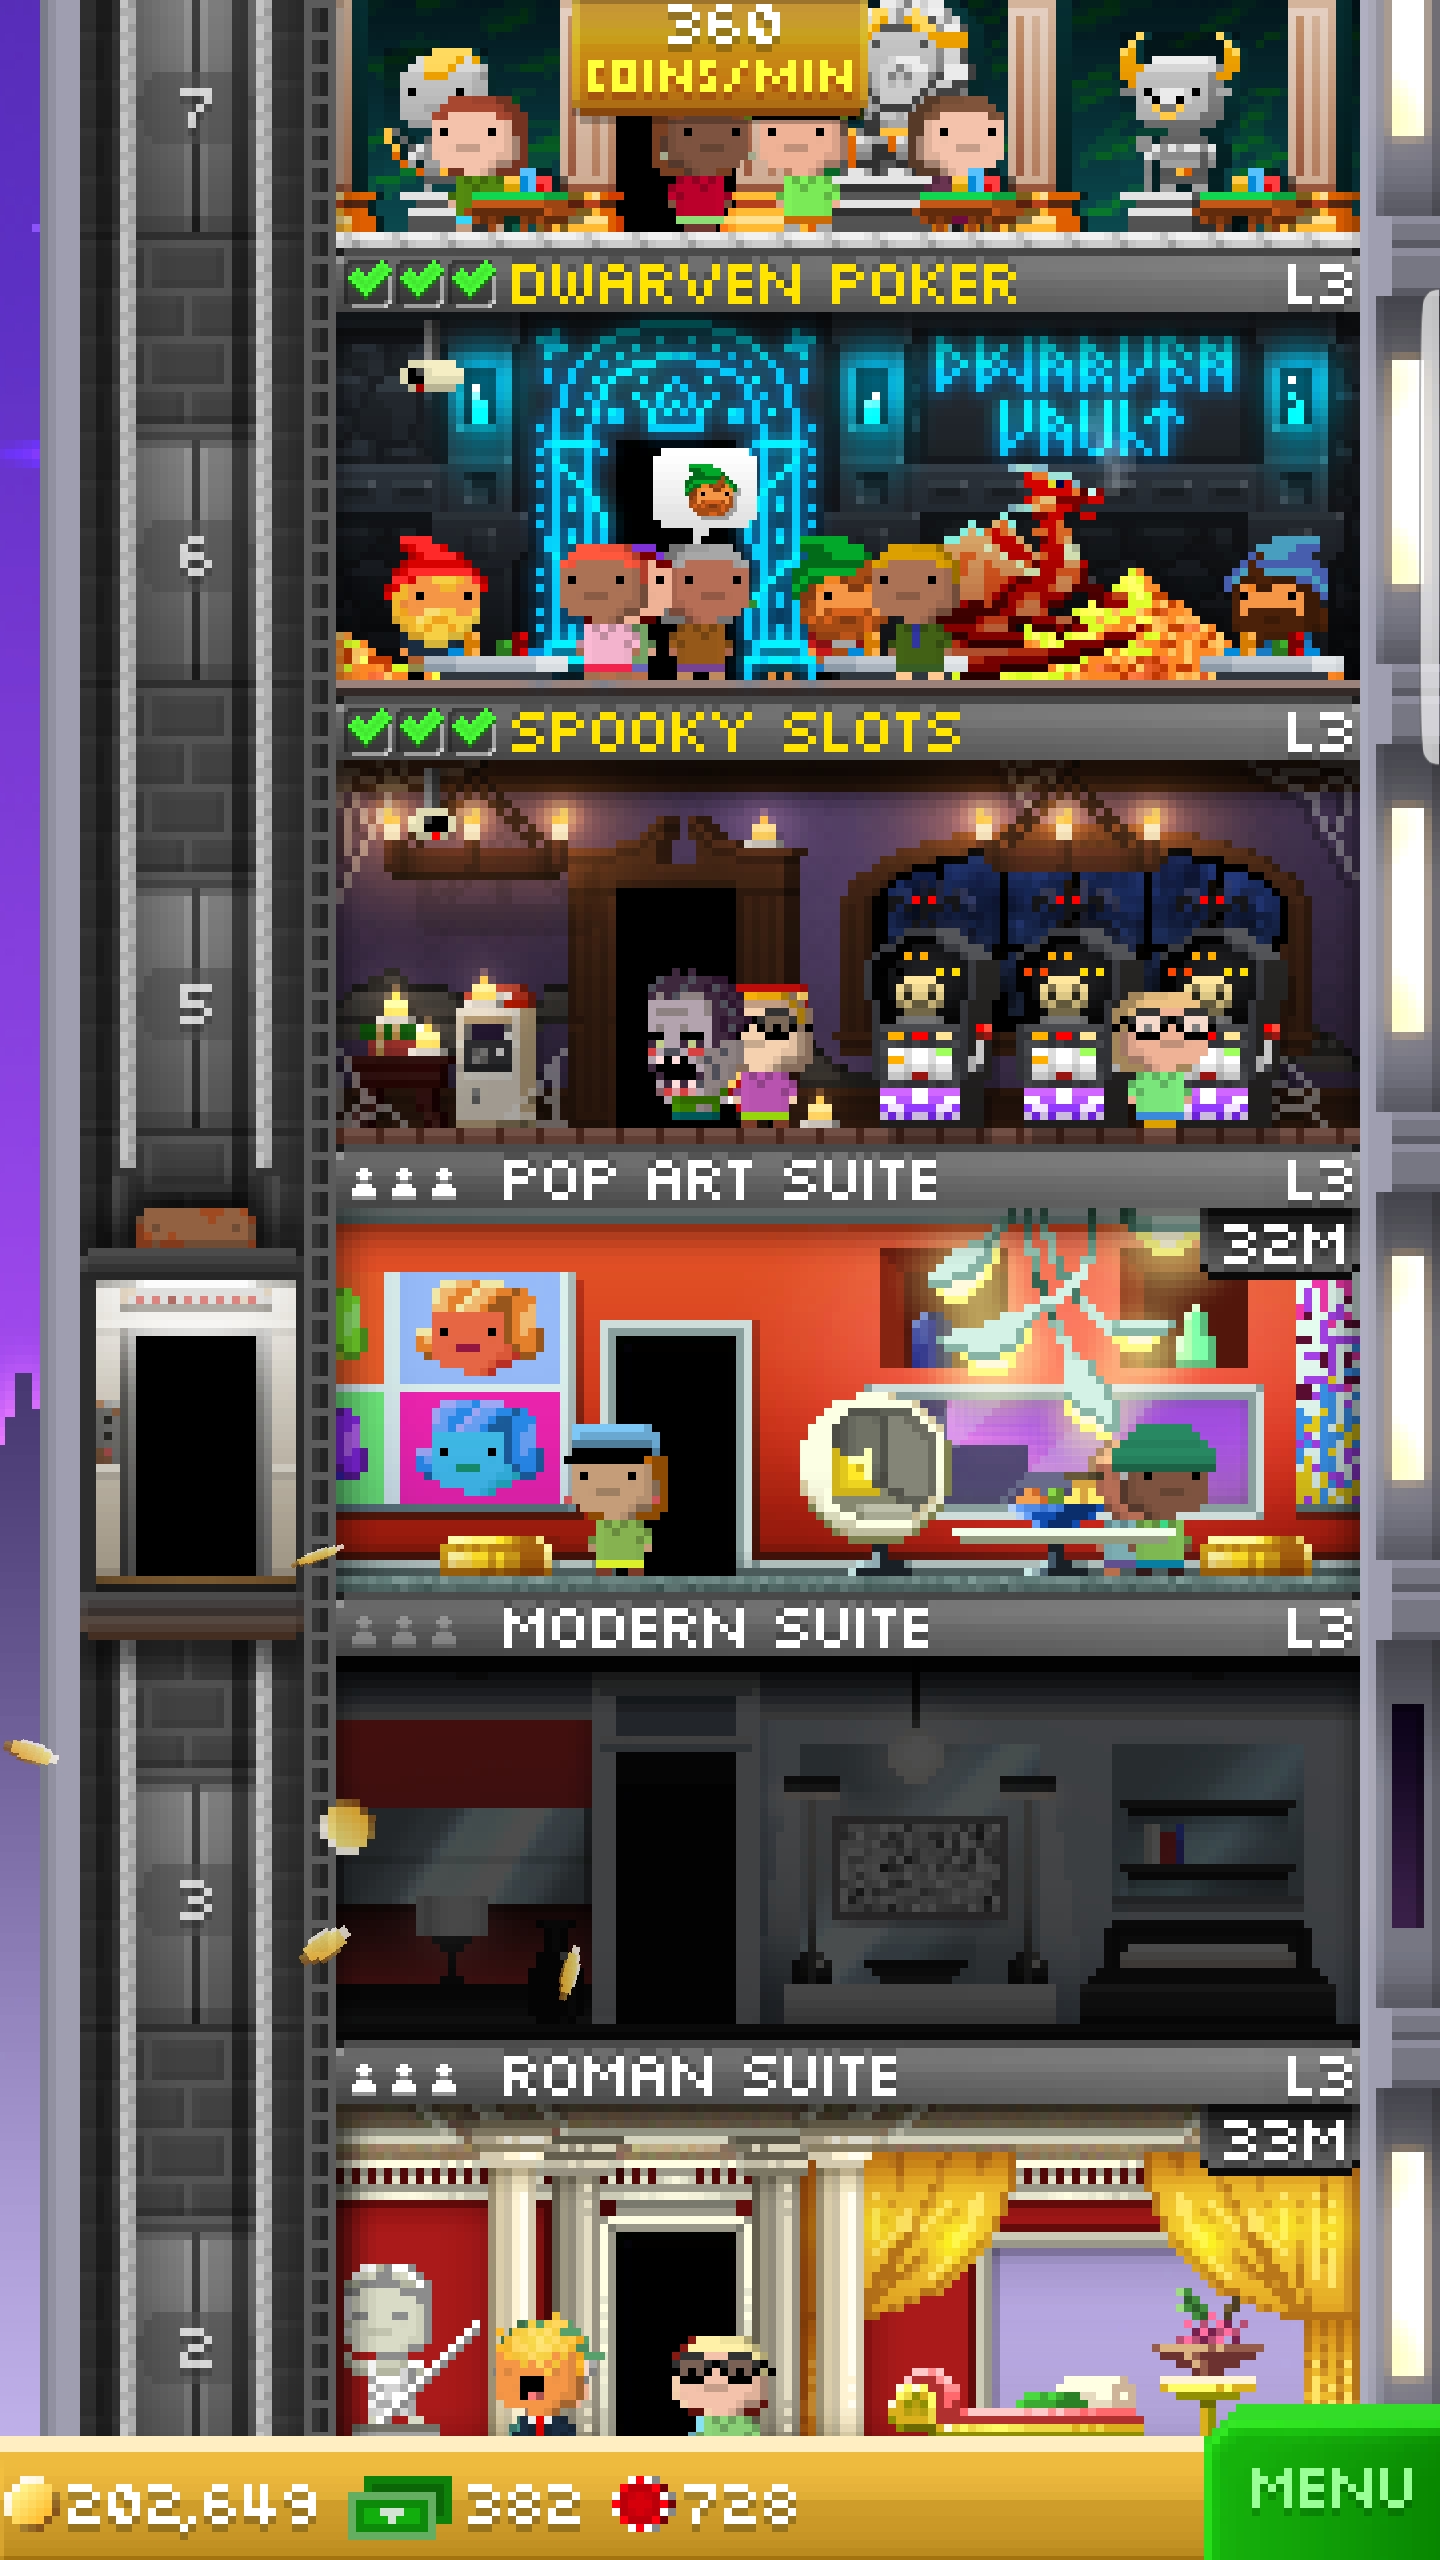 360
COINS/MIN
7
DWARVEN POKER L3
DWARVEN
VAULT
6
SPOOKY SLOTS L3
5
POP ART SUITE L3
32M
MODERN SUITE L3
3
ROMAN SUITE L3
33M
2
202,649 382 728
MENU